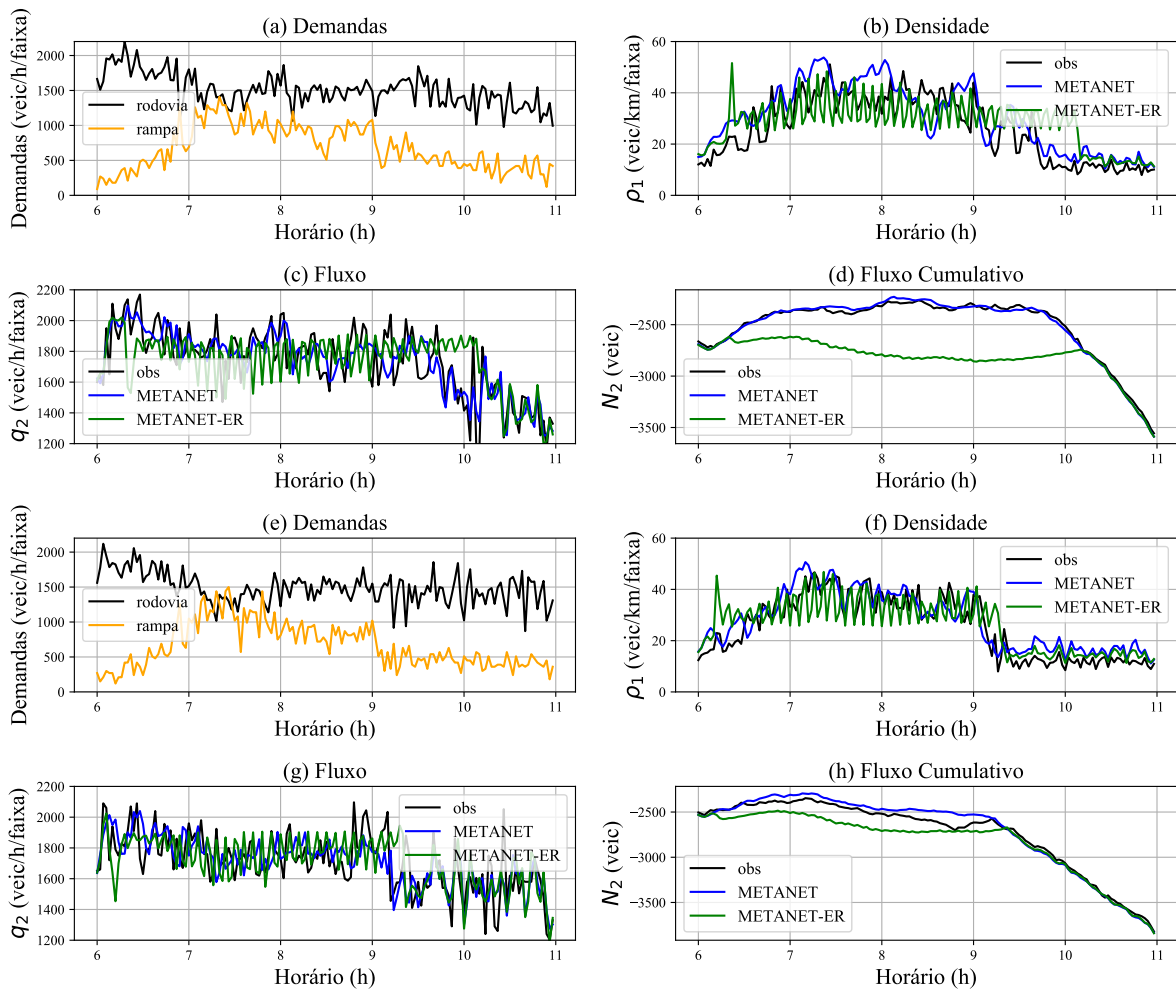 (a) Demandas
Demandas (veic/h/faixa)
2000
1500
1000
500
0
rodovia
rampa
6 7 8 9 10 11
Horário (h)
(b) Densidade
ρ1 (veic/km/faixa)
60
40
20
0
obs
METANET
METANET-ER
6 7 8 9 10 11
Horário (h)
(c) Fluxo
q2 (veic/h/faixa)
2200
2000
1800
1600
1400
1200
obs
METANET
METANET-ER
6 7 8 9 10 11
Horário (h)
(d) Fluxo Cumulativo
N2 (veic)
−2500
−3000
−3500
obs
METANET
METANET-ER
6 7 8 9 10 11
Horário (h)
(e) Demandas
Demandas (veic/h/faixa)
2000
1500
1000
500
0
rodovia
rampa
6 7 8 9 10 11
Horário (h)
(f) Densidade
ρ1 (veic/km/faixa)
60
40
20
0
obs
METANET
METANET-ER
6 7 8 9 10 11
Horário (h)
(g) Fluxo
q2 (veic/h/faixa)
2200
2000
1800
1600
1400
1200
obs
METANET
METANET-ER
6 7 8 9 10 11
Horário (h)
(h) Fluxo Cumulativo
N2 (veic)
−2500
−3000
−3500
obs
METANET
METANET-ER
6 7 8 9 10 11
Horário (h)